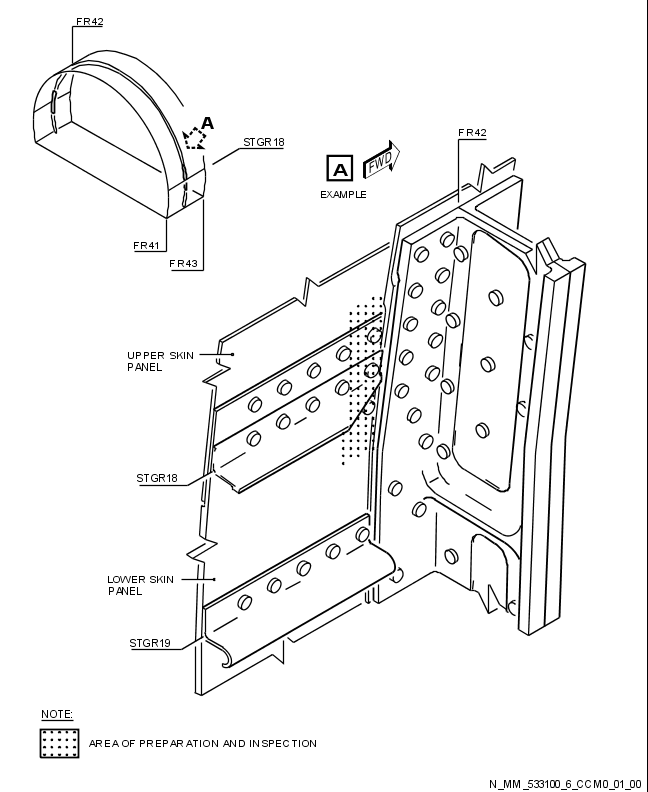 FR42
A
STGR18
FR41
FR43
A
FWD
EXAMPLE
FR42
UPPER SKIN
PANEL
STGR18
LOWER SKIN
PANEL
STGR19
NOTE:
AREA OF PREPARATION AND INSPECTION
N_MM_533100_6_CCM0_01_00